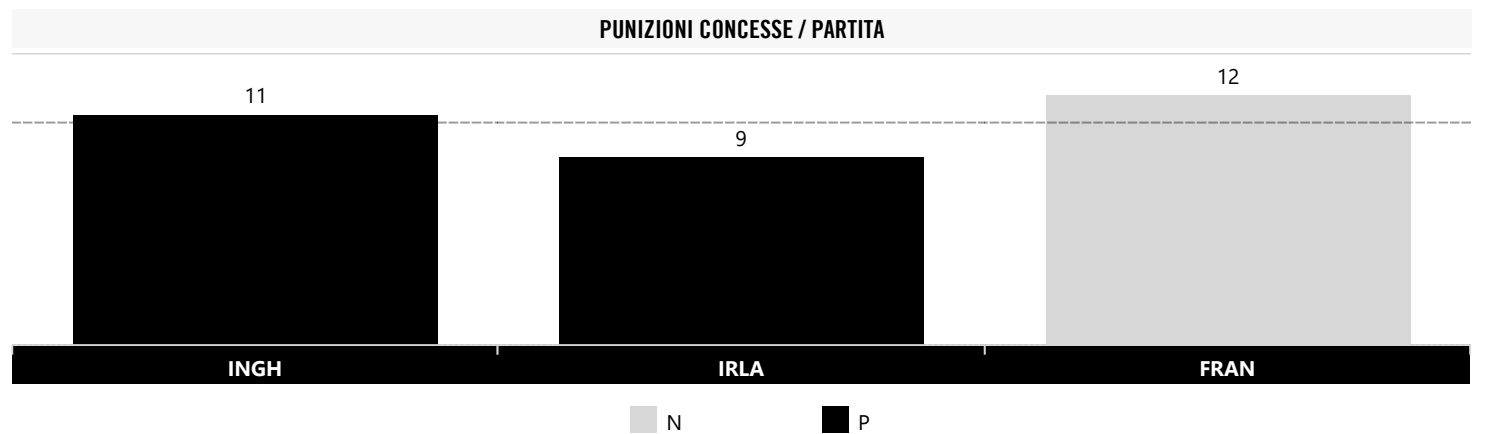 PUNIZIONI CONCESSE / PARTITA
11
9
12
INGH
IRLA
FRAN
N
P